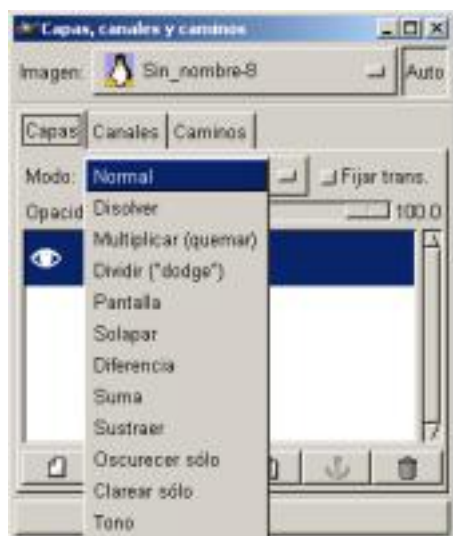 Capas, canales y caminos
Imagen: Sin_nombre-8 Auto
Capas Canales Caminos
Modo: Normal Fijar trans.
Opacid 100.0
Disolver
Multiplicar (quemar)
Dividir ("dodge")
Pantalla
Solapar
Diferencia
Suma
Sustraer
Oscurecer sólo
Clarear sólo
Tono